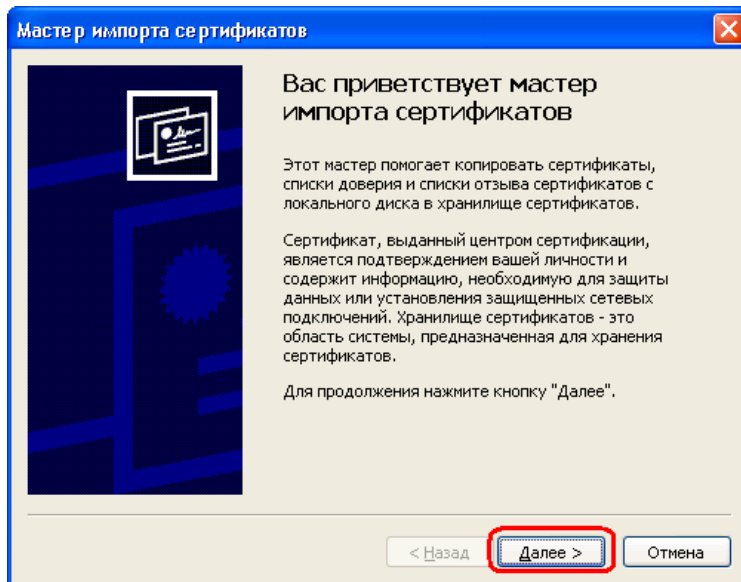 Мастер импорта сертификатов
Вас приветствует мастер
импорта сертификатов
Этот мастер помогает копировать сертификаты,
списки доверия и списки отзыва сертификатов с
локального диска в хранилище сертификатов.
Сертификат, выданный центром сертификации,
является подтверждением вашей личности и
содержит информацию, необходимую для защиты
данных или установления защищенных сетевых
подключений. Хранилище сертификатов - это
область системы, предназначенная для хранения
сертификатов.
Для продолжения нажмите кнопку "Далее".
< Назад Далее > Отмена